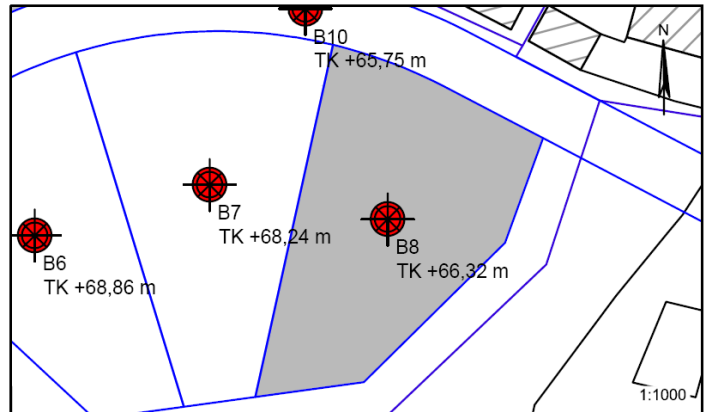 B10
TK +65,75 m
N
B7
TK +68,24 m
B8
TK +66,32 m
B6
TK +68,86 m
1:1000